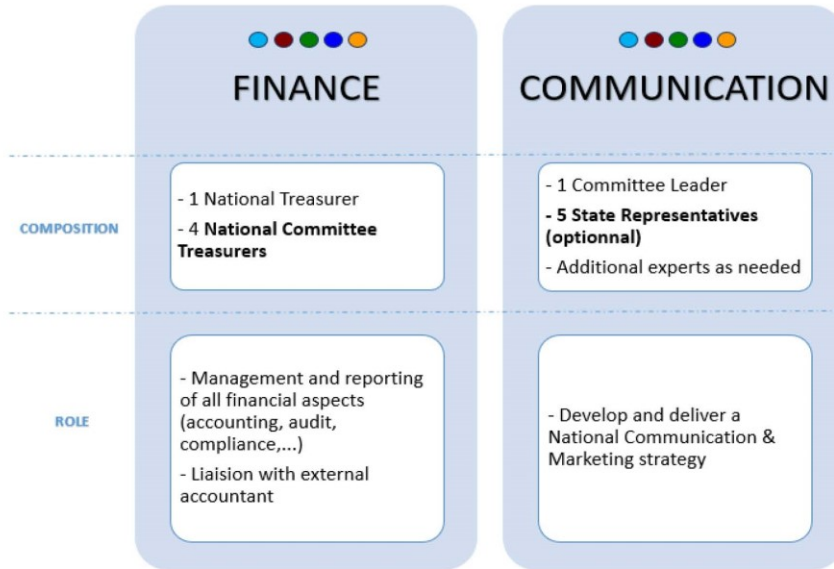 FINANCE
COMMUNICATION
COMPOSITION
- 1 National Treasurer
- 4 National Committee
Treasurers
- 1 Committee Leader
- 5 State Representatives
(optionnal)
- Additional experts as needed
ROLE
- Management and reporting
of all financial aspects
(accounting, audit,
compliance,...)
- Liaision with external
accountant
- Develop and deliver a
National Communication &
Marketing strategy